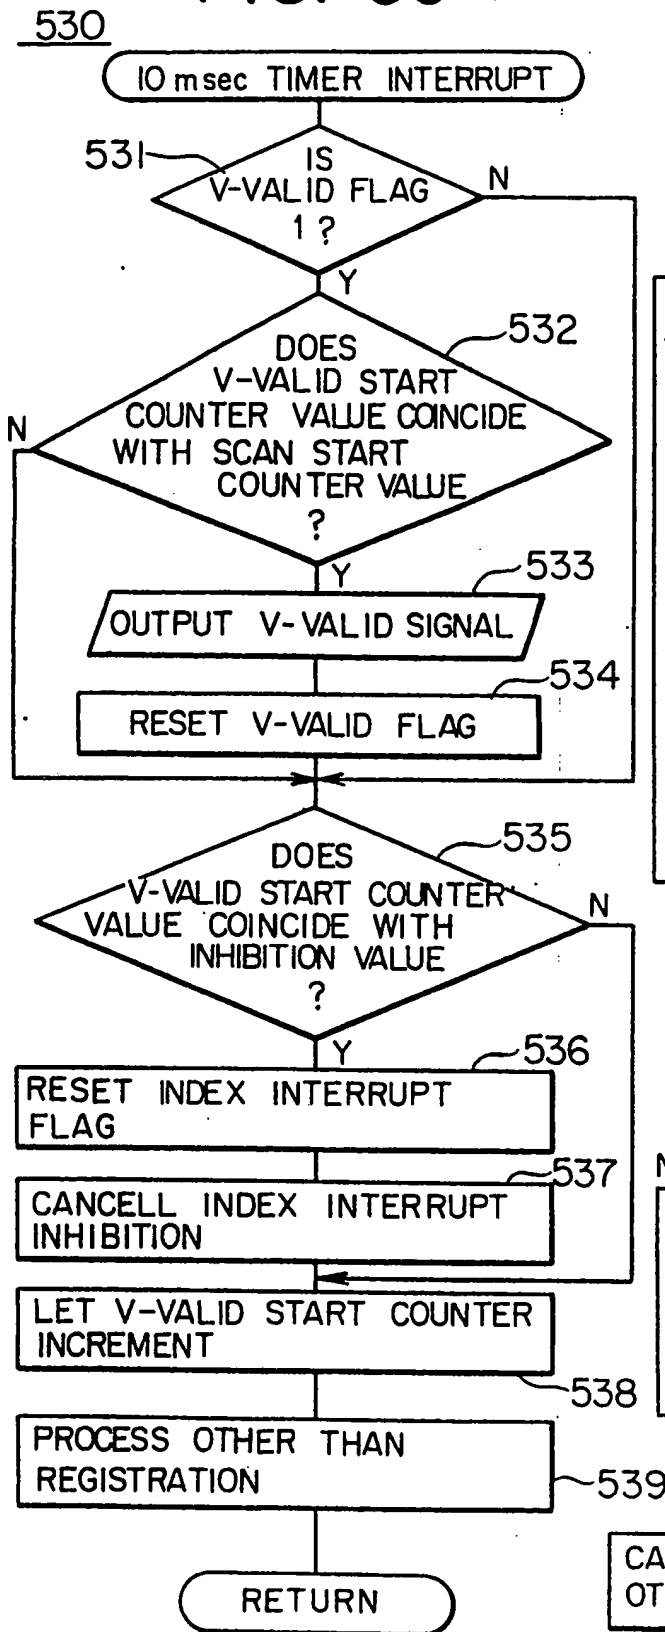 530
10 msec TIMER INTERRUPT
531
IS
V-VALID FLAG
1 ?
N
Y
532
DOES
V-VALID START
COUNTER VALUE COINCIDE
WITH SCAN START
COUNTER VALUE
?
N
Y
533
OUTPUT V-VALID SIGNAL
534
RESET V-VALID FLAG
535
DOES
V-VALID START COUNTER
VALUE COINCIDE WITH
INHIBITION VALUE
?
N
Y
536
RESET INDEX INTERRUPT
FLAG
537
CANCELL INDEX INTERRUPT
INHIBITION
N
LET V-VALID START COUNTER
INCREMENT
538
PROCESS OTHER THAN
REGISTRATION
539
CA
OT
RETURN